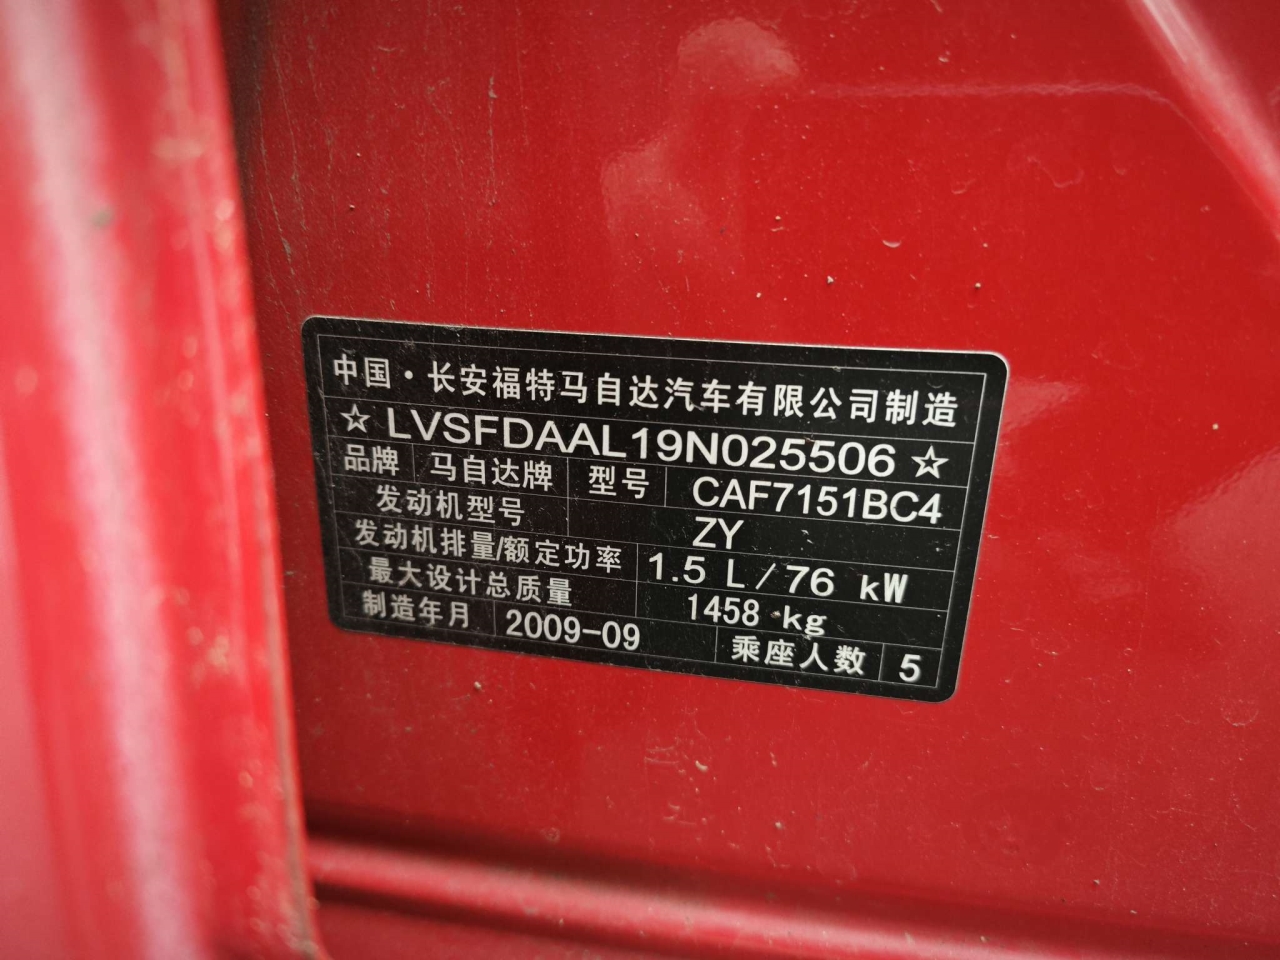 中国·长安福特马自达汽车有限公司制造
☆LVSFDAAL19N025506☆
品牌 马自达牌 型号 CAF7151BC4
发动机型号 ZY
发动机排量/额定功率 1.5 L/76 kW
最大设计总质量 1458 kg
制造年月 2009-09 乘座人数 5